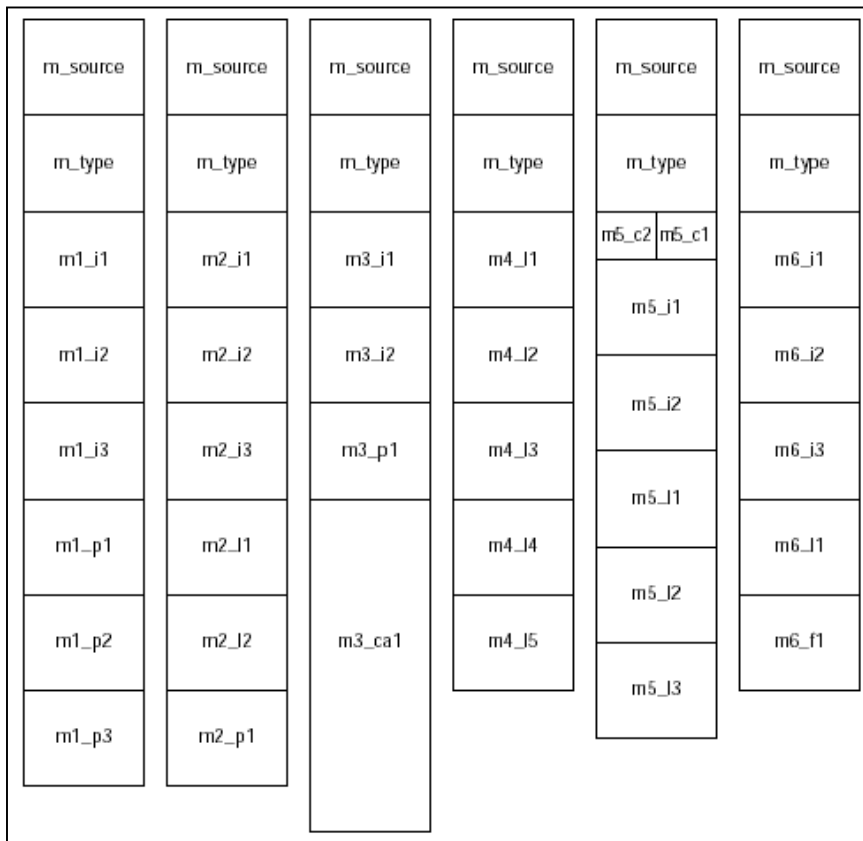 m_source
m_type
m1_i1
m1_i2
m1_i3
m1_p1
m1_p2
m1_p3
m_source
m_type
m2_i1
m2_i2
m2_i3
m2_l1
m2_l2
m2_p1
m_source
m_type
m3_i1
m3_i2
m3_p1
m3_ca1
m_source
m_type
m4_l1
m4_l2
m4_l3
m4_l4
m4_l5
m_source
m_type
m5_c2 m5_c1
m5_i1
m5_i2
m5_l1
m5_l2
m5_l3
m_source
m_type
m6_i1
m6_i2
m6_i3
m6_l1
m6_f1